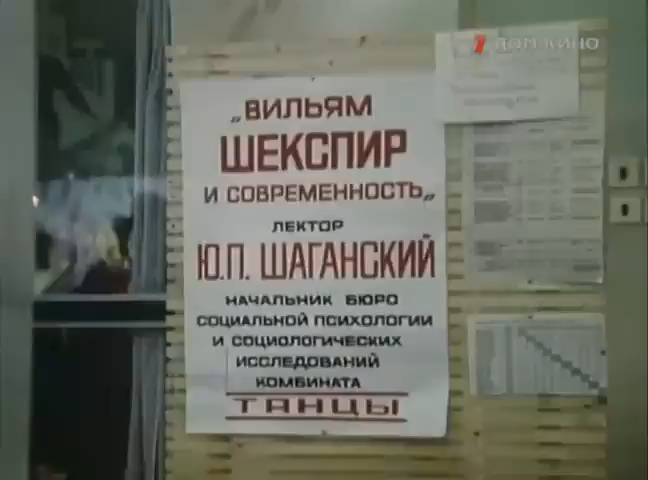 ДОМ КИНО
„ВИЛЬЯМ
ШЕКСПИР
И СОВРЕМЕННОСТЬ„
ЛЕКТОР
Ю.П. ШАГАНСКИЙ
НАЧАЛЬНИК БЮРО
СОЦИАЛЬНОЙ ПСИХОЛОГИИ
И СОЦИОЛОГИЧЕСКИХ
ИССЛЕДОВАНИЙ
КОМБИНАТА
ТАНЦЫ